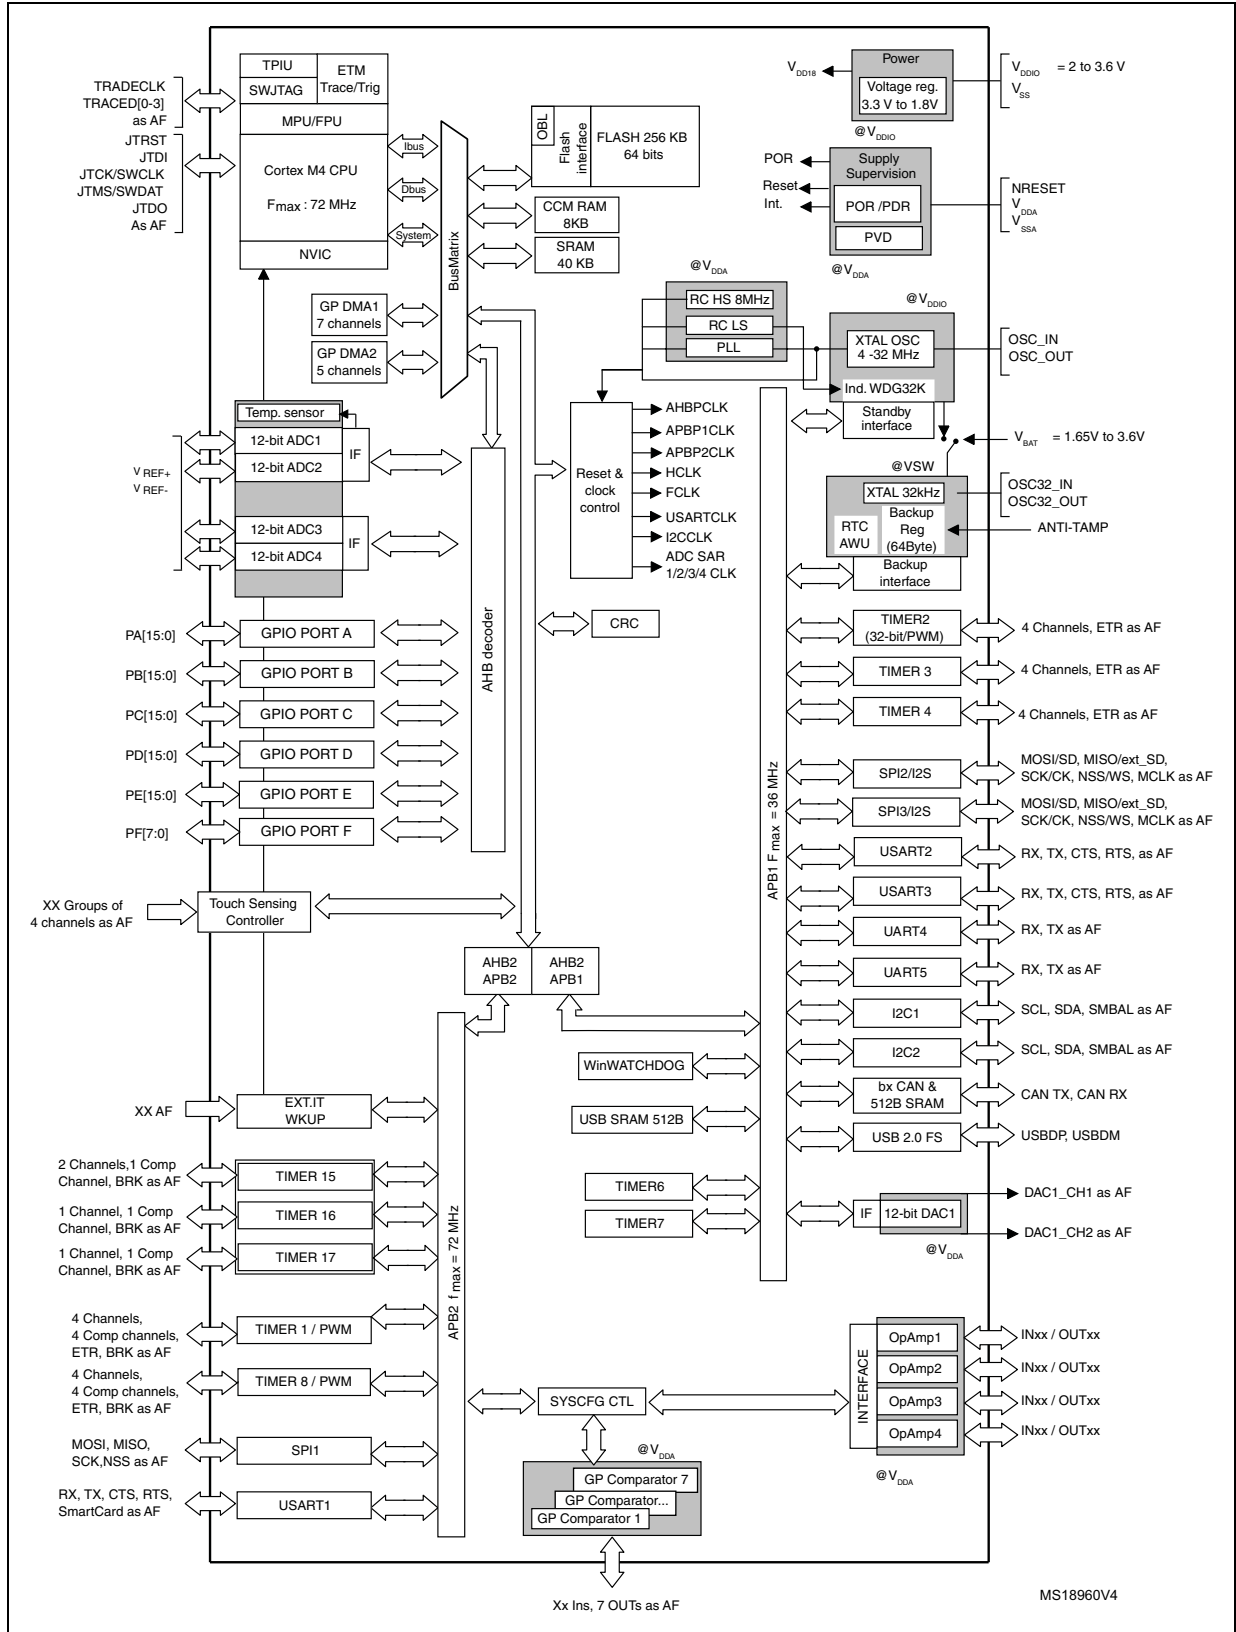 TPIU
SWJTAG
ETM
Trace/Trig
MPU/FPU
Cortex M4 CPU
Fmax : 72 MHz
NVIC
TRADECLK
TRACED[0-3]
as AF
JTRST
JTDI
JTCK/SWCLK
JTMS/SWDAT
JTDO
As AF
Ibus
Dbus
System
BusMatrix
OBL
Flash
interface
FLASH 256 KB
64 bits
CCM RAM
8KB
SRAM
40 KB
GP DMA1
7 channels
GP DMA2
5 channels
Power
Voltage reg.
3.3 V to 1.8V
VDD18
VDDIO = 2 to 3.6 V
VSS
@VDDIO
Supply
Supervision
POR /PDR
PVD
POR
Reset
Int.
NRESET
VDDA
VSSA
@VDDA
@VDDA
RC HS 8MHz
RC LS
PLL
@VDDIO
XTAL OSC
4 -32 MHz
Ind. WDG32K
Standby
interface
OSC_IN
OSC_OUT
VBAT = 1.65V to 3.6V
@VSW
XTAL 32kHz
RTC
AWU
Backup
Reg
(64Byte)
Backup
interface
OSC32_IN
OSC32_OUT
ANTI-TAMP
Reset &
clock
control
AHBPCLK
APBP1CLK
APBP2CLK
HCLK
FCLK
USARTCLK
I2CCLK
ADC SAR
1/2/3/4 CLK
Temp. sensor
12-bit ADC1
12-bit ADC2
IF
12-bit ADC3
12-bit ADC4
IF
V REF+
V REF-
AHB decoder
CRC
PA[15:0]
GPIO PORT A
PB[15:0]
GPIO PORT B
PC[15:0]
GPIO PORT C
PD[15:0]
GPIO PORT D
PE[15:0]
GPIO PORT E
PF[7:0]
GPIO PORT F
XX Groups of
4 channels as AF
Touch Sensing
Controller
AHB2
APB2
AHB2
APB1
APB1 F max = 36 MHz
TIMER2
(32-bit/PWM)
4 Channels, ETR as AF
TIMER 3
4 Channels, ETR as AF
TIMER 4
4 Channels, ETR as AF
SPI2/I2S
MOSI/SD, MISO/ext_SD,
SCK/CK, NSS/WS, MCLK as AF
SPI3/I2S
MOSI/SD, MISO/ext_SD,
SCK/CK, NSS/WS, MCLK as AF
USART2
RX, TX, CTS, RTS, as AF
USART3
RX, TX, CTS, RTS, as AF
UART4
RX, TX as AF
UART5
RX, TX as AF
I2C1
SCL, SDA, SMBAL as AF
I2C2
SCL, SDA, SMBAL as AF
bx CAN &
512B SRAM
CAN TX, CAN RX
USB 2.0 FS
USBDP, USBDM
IF
12-bit DAC1
DAC1_CH1 as AF
DAC1_CH2 as AF
@VDDA
WinWATCHDOG
USB SRAM 512B
TIMER6
TIMER7
XX AF
EXT.IT
WKUP
2 Channels,1 Comp
Channel, BRK as AF
TIMER 15
1 Channel, 1 Comp
Channel, BRK as AF
TIMER 16
1 Channel, 1 Comp
Channel, BRK as AF
TIMER 17
4 Channels,
4 Comp channels,
ETR, BRK as AF
TIMER 1 / PWM
4 Channels,
4 Comp channels,
ETR, BRK as AF
TIMER 8 / PWM
MOSI, MISO,
SCK,NSS as AF
SPI1
RX, TX, CTS, RTS,
SmartCard as AF
USART1
APB2 f max = 72 MHz
SYSCFG CTL
@VDDA
GP Comparator 7
GP Comparator...
GP Comparator 1
Xx Ins, 7 OUTs as AF
INTERFACE
OpAmp1
INxx / OUTxx
OpAmp2
INxx / OUTxx
OpAmp3
INxx / OUTxx
OpAmp4
INxx / OUTxx
@VDDA
MS18960V4